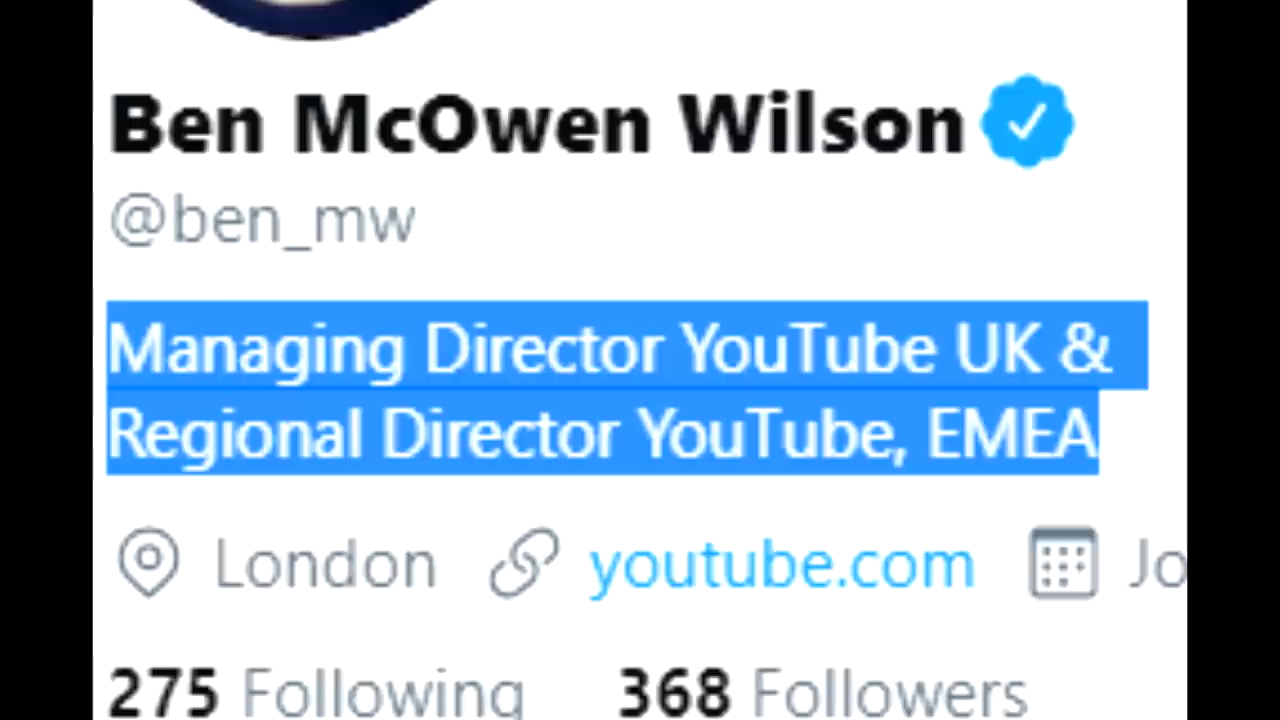 Ben McOwen Wilson
@ben_mw
Managing Director YouTube UK &
Regional Director YouTube, EMEA
London youtube.com Jo
275 Following 368 Followers